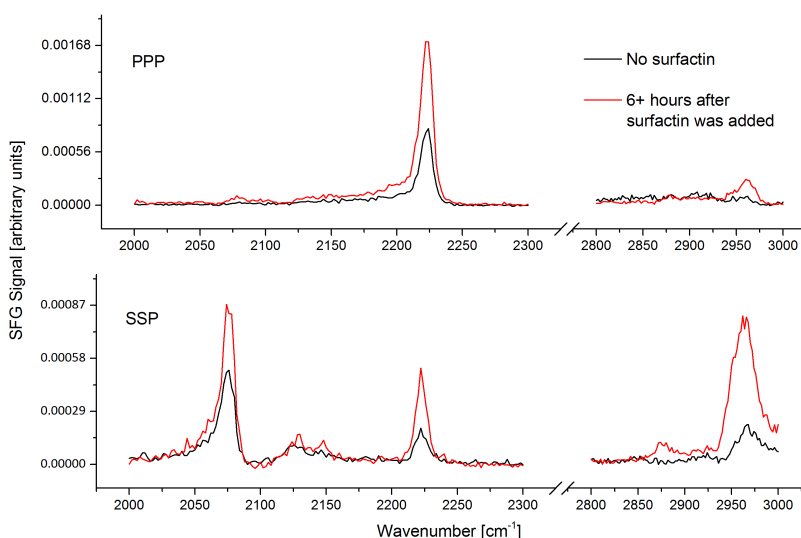 PPP
No surfactin
6+ hours after
surfactin was added
0.00168
0.00112
0.00056
0.00000
2000 2050 2100 2150 2200 2250 2300 2800 2850 2900 2950 3000
SFG Signal [arbitrary units]
SSP
0.00087
0.00058
0.00029
0.00000
2000 2050 2100 2150 2200 2250 2300 2800 2850 2900 2950 3000
Wavenumber [cm⁻¹]